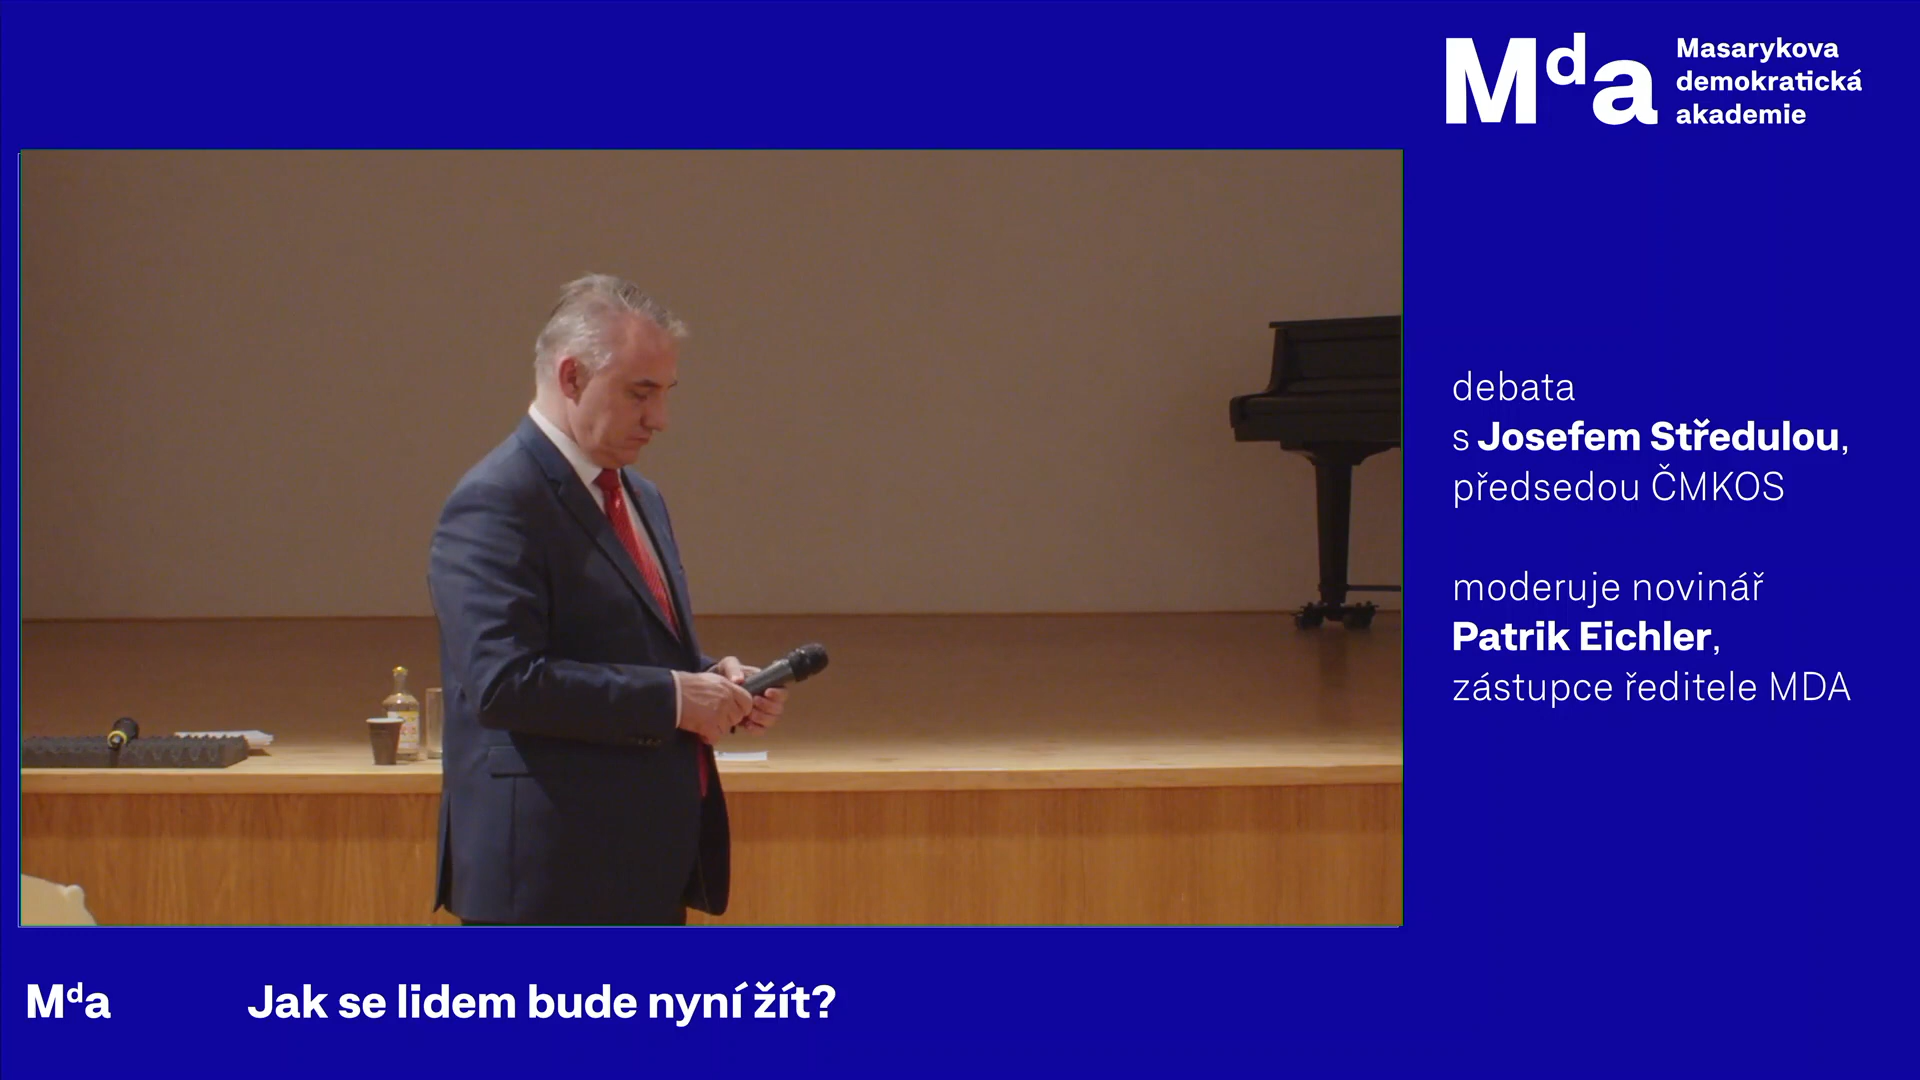 Mda
Masarykova
demokratická
akademie
debata
s Josefem Středulou,
předsedou ČMKOS
moderuje novinář
Patrik Eichler,
zástupce ředitele MDA
Mda
Jak se lidem bude nyní žít?